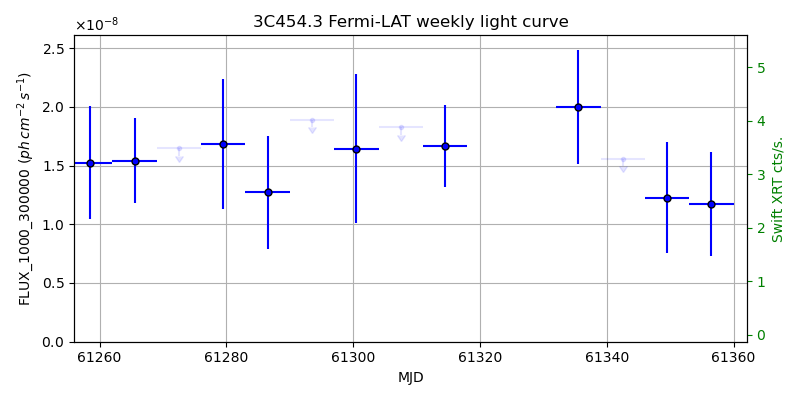 3C454.3 Fermi-LAT weekly light curve
×10⁻⁸
FLUX_1000_300000 (ph cm⁻² s⁻¹)
2.5
2.0
1.5
1.0
0.5
0.0
61260 61280 61300 61320 61340 61360
MJD
5
4
3
2
1
0
Swift XRT cts/s.